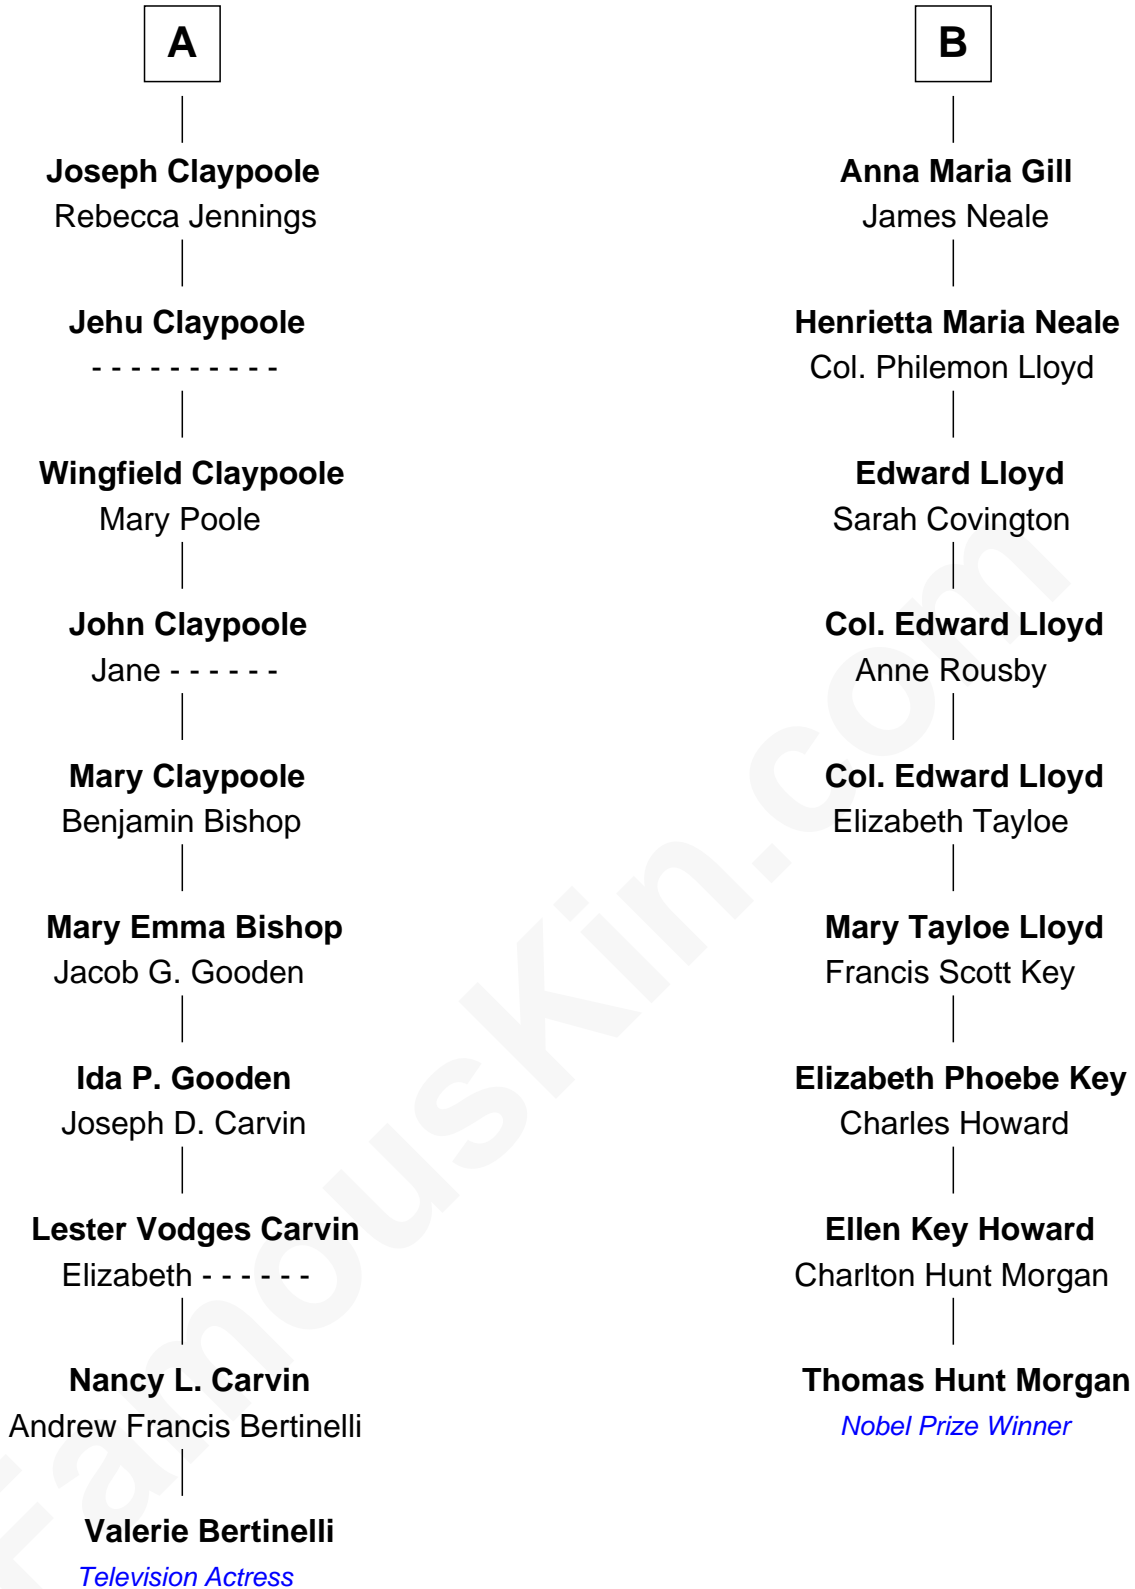 A
Joseph Claypoole
Rebecca Jennings
Jehu Claypoole
- - - - - - - - - -
Wingfield Claypoole
Mary Poole
John Claypoole
Jane - - - - - -
Mary Claypoole
Benjamin Bishop
Mary Emma Bishop
Jacob G. Gooden
Ida P. Gooden
Joseph D. Carvin
Lester Vodges Carvin
Elizabeth - - - - - -
Nancy L. Carvin
Andrew Francis Bertinelli
Valerie Bertinelli
Television Actress
B
Anna Maria Gill
James Neale
Henrietta Maria Neale
Col. Philemon Lloyd
Edward Lloyd
Sarah Covington
Col. Edward Lloyd
Anne Rousby
Col. Edward Lloyd
Elizabeth Tayloe
Mary Tayloe Lloyd
Francis Scott Key
Elizabeth Phoebe Key
Charles Howard
Ellen Key Howard
Charlton Hunt Morgan
Thomas Hunt Morgan
Nobel Prize Winner
FamousKin.com